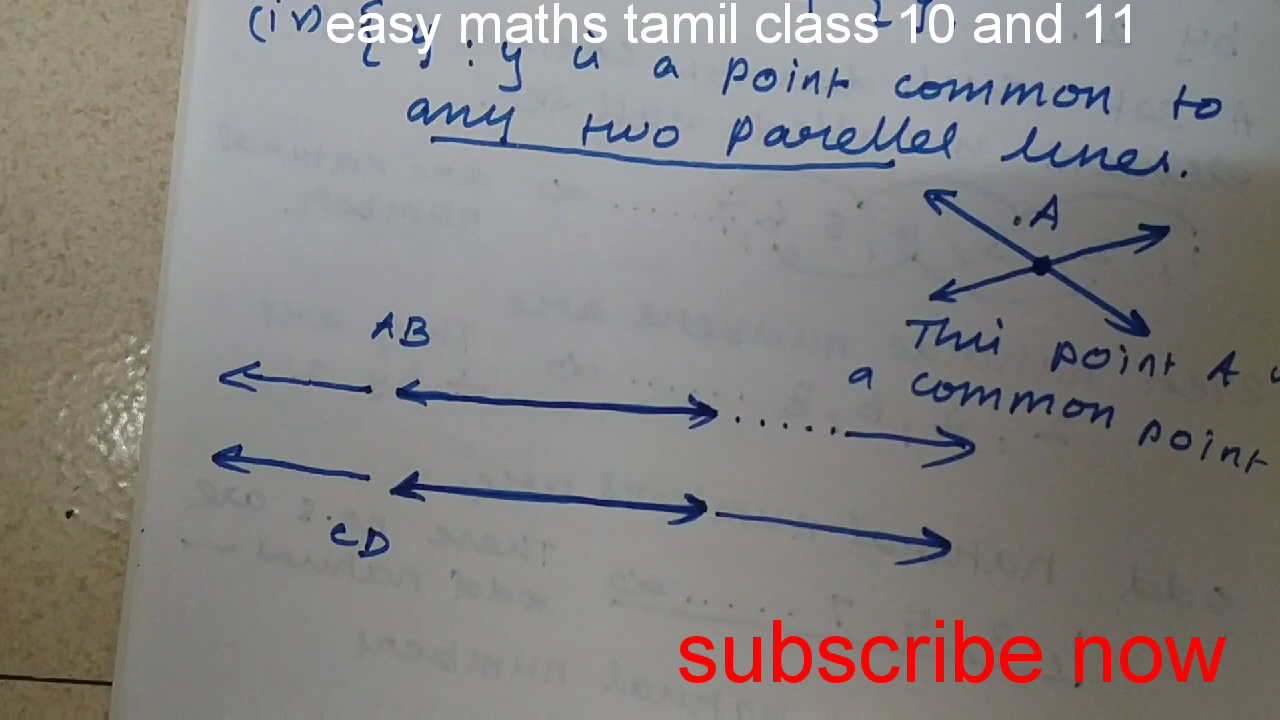 easy maths tamil class 10 and 11
(iv) { y : y is a point common to
any two parellel lines.
.A
This point A
a common point
AB
CD
subscribe now